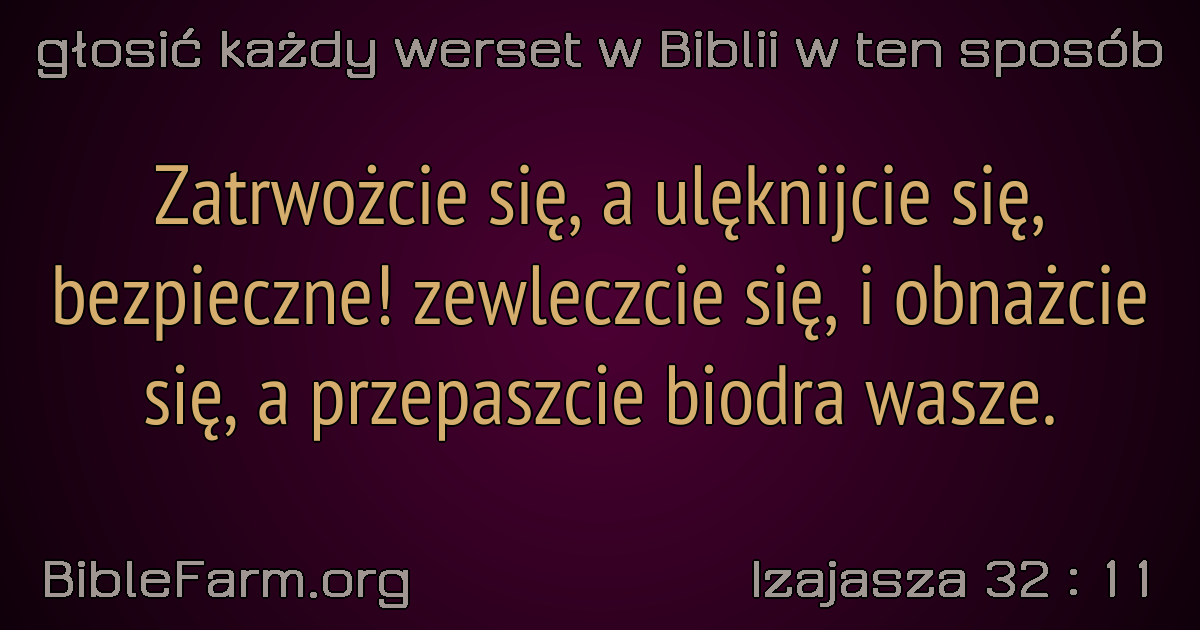 głosić każdy werset w Biblii w ten sposób
Zatrwożcie się, a ulęknijcie się,
bezpieczne! zewleczcie się, i obnażcie
się, a przepaszcie biodra wasze.
BibleFarm.org
Izajasza 32 : 11